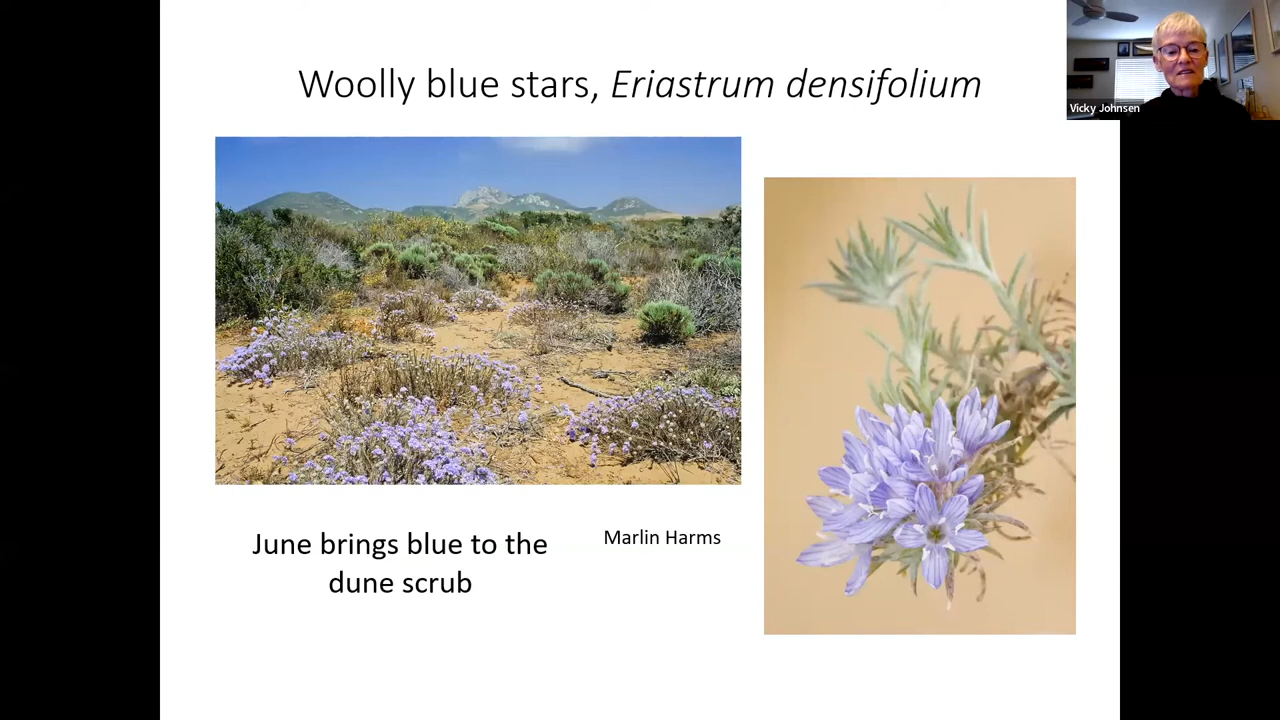 Woolly blue stars, Eriastrum densifolium
Vicky Johnsen
Marlin Harms
June brings blue to the
dune scrub